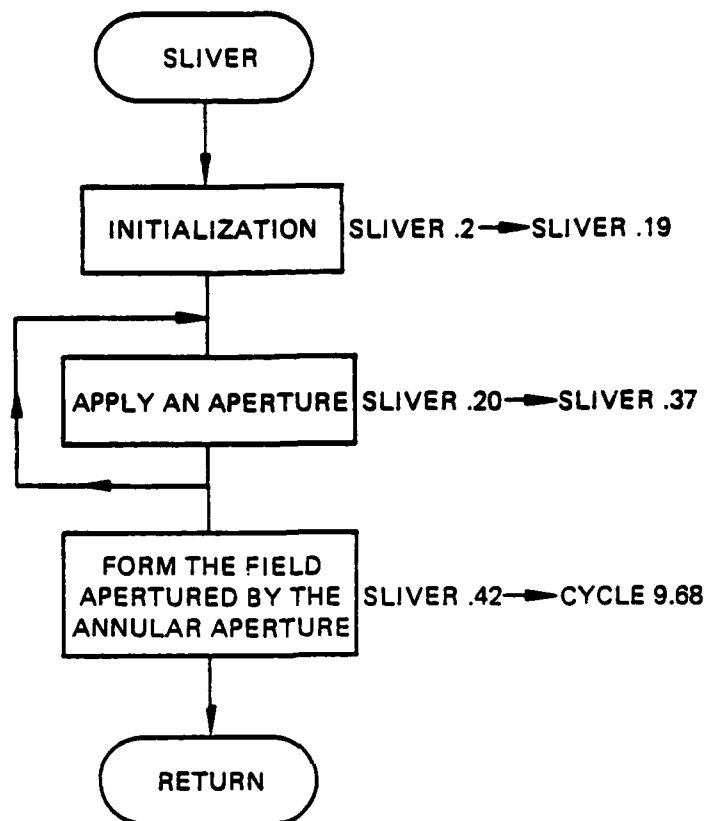 SLIVER
INITIALIZATION SLIVER .2 → SLIVER .19
APPLY AN APERTURE SLIVER .20 → SLIVER .37
FORM THE FIELD
APERTURED BY THE SLIVER .42 → CYCLE 9.68
ANNULAR APERTURE
RETURN